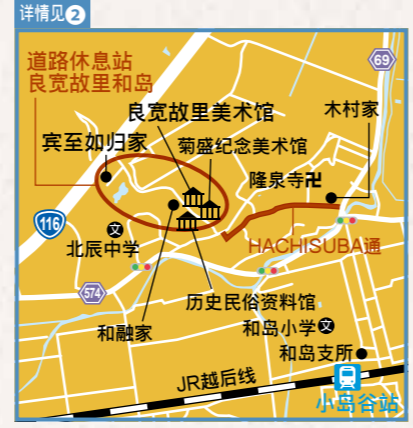 详情见❷
道路休息站
良宽故里和岛
69
良宽故里美术馆
木村家
宾至如归家
菊盛纪念美术馆
隆泉寺卍
116
文
北辰中学
HACHISUBA通
574
历史民俗资料馆
和融家
和岛小学文
和岛支所
JR越后线
小岛谷站